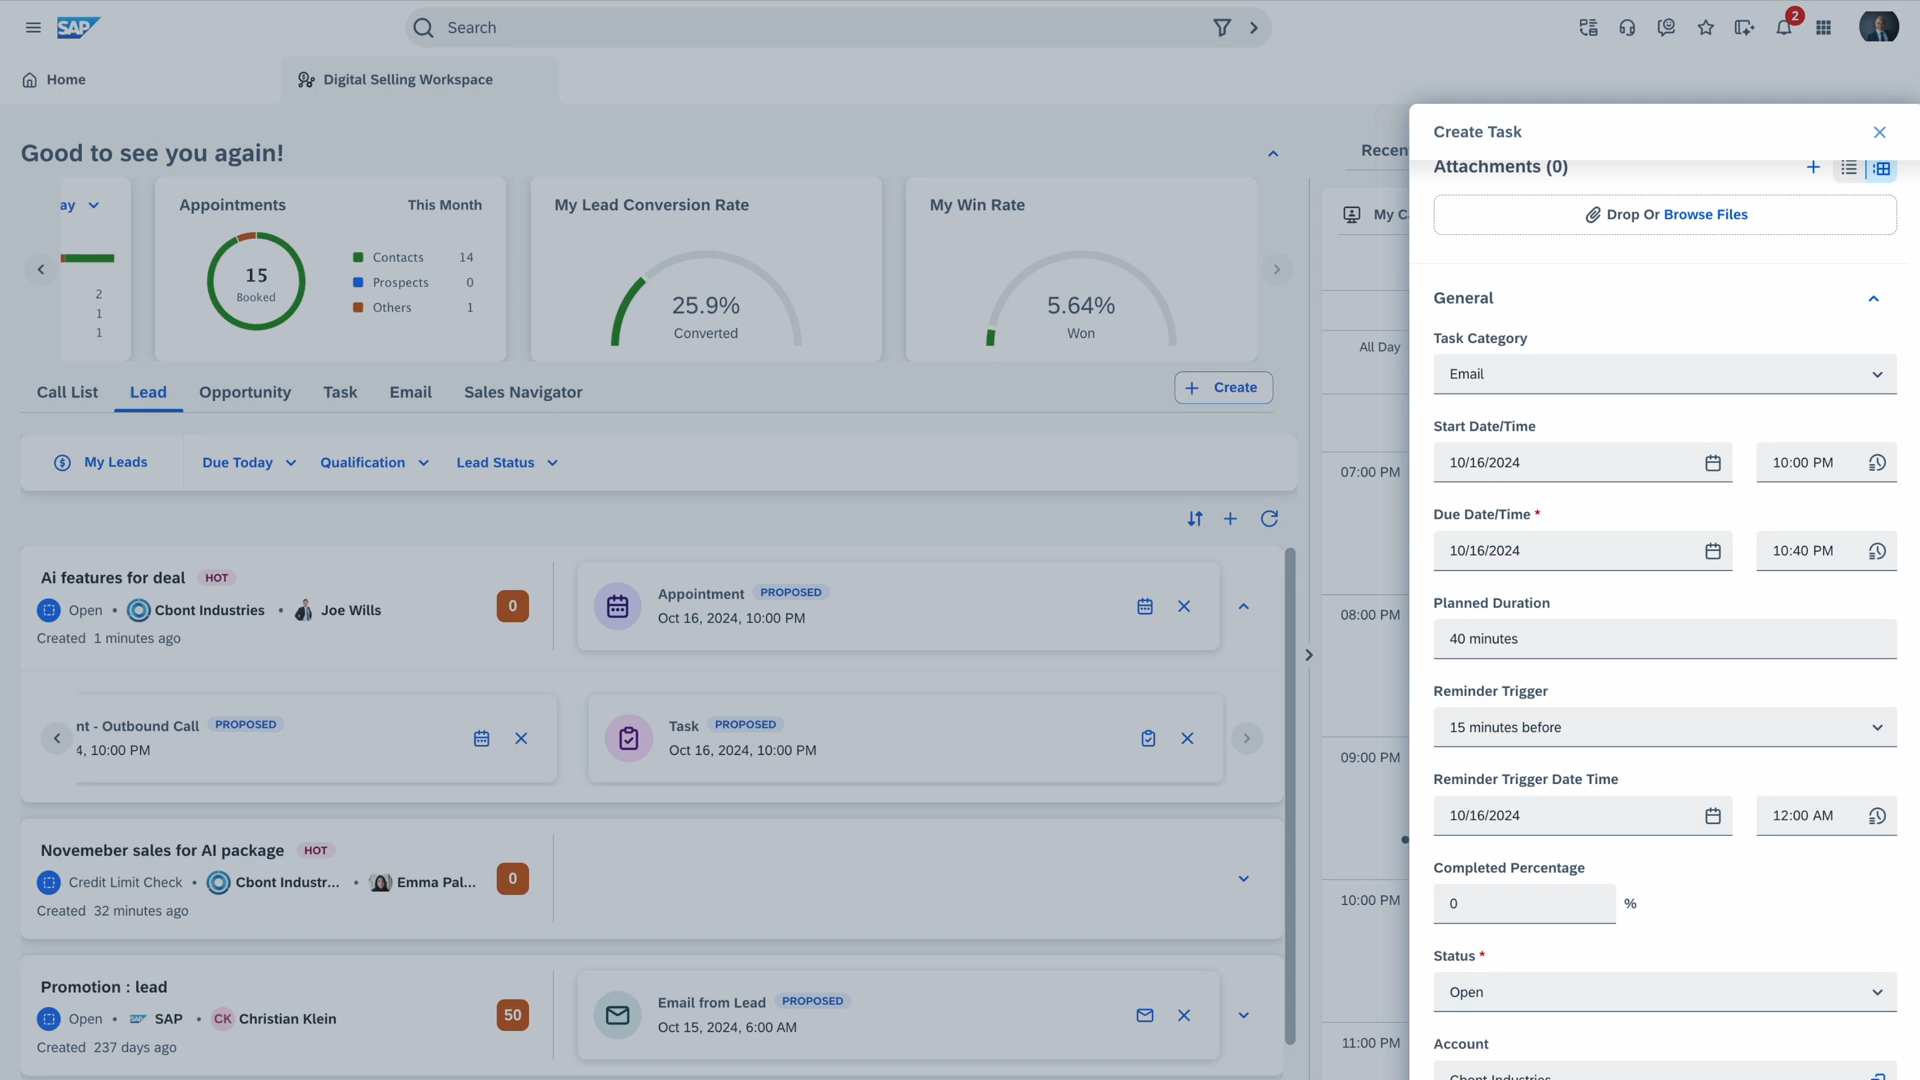 SAP
Search
2
Home
Digital Selling Workspace
Good to see you again!
ay
2
1
1
Appointments
This Month
15
Booked
Contacts 14
Prospects 0
Others 1
My Lead Conversion Rate
25.9%
Converted
My Win Rate
5.64%
Won
Call List
Lead
Opportunity
Task
Email
Sales Navigator
Create
My Leads
Due Today
Qualification
Lead Status
Ai features for deal HOT
Open • Cbont Industries • Joe Wills
Created 1 minutes ago
0
Appointment PROPOSED
Oct 16, 2024, 10:00 PM
nt - Outbound Call PROPOSED
4, 10:00 PM
Task PROPOSED
Oct 16, 2024, 10:00 PM
Novemeber sales for AI package HOT
Credit Limit Check • Cbont Industr... • Emma Pal...
Created 32 minutes ago
0
Promotion : lead
Open • SAP SAP • CK Christian Klein
Created 237 days ago
50
Email from Lead PROPOSED
Oct 15, 2024, 6:00 AM
Recen
My C
All Day
07:00 PM
08:00 PM
09:00 PM
10:00 PM
11:00 PM
Create Task
Attachments (0)
Drop Or Browse Files
General
Task Category
Email
Start Date/Time
10/16/2024
10:00 PM
Due Date/Time *
10/16/2024
10:40 PM
Planned Duration
40 minutes
Reminder Trigger
15 minutes before
Reminder Trigger Date Time
10/16/2024
12:00 AM
Completed Percentage
0
%
Status *
Open
Account
Cbont Industries